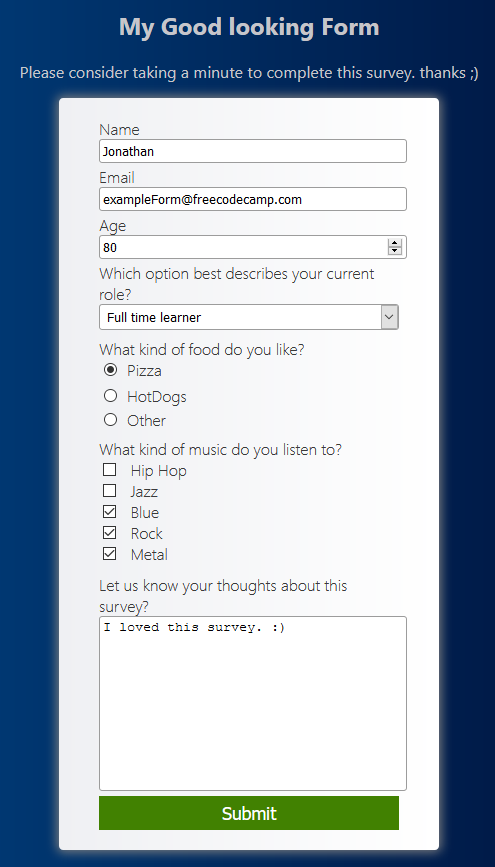 My Good looking Form
Please consider taking a minute to complete this survey. thanks ;)
Name
Jonathan
Email
exampleForm@freecodecamp.com
Age
80
Which option best describes your current
role?
Full time learner
What kind of food do you like?
Pizza
HotDogs
Other
What kind of music do you listen to?
Hip Hop
Jazz
Blue
Rock
Metal
Let us know your thoughts about this
survey?
I loved this survey. :)
Submit